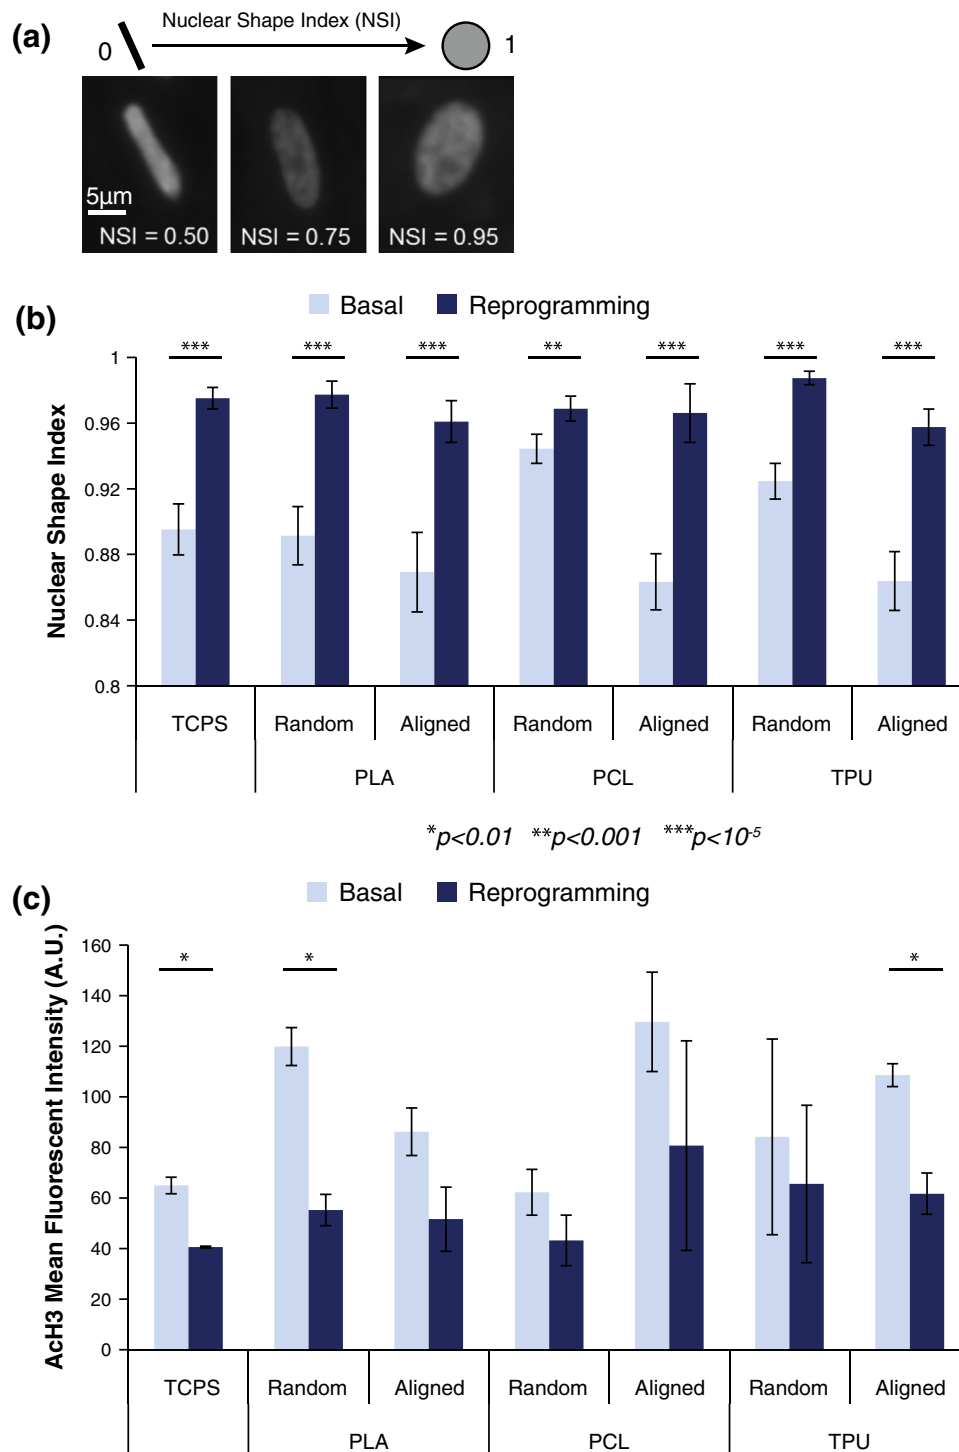 (a)
Nuclear Shape Index (NSI)
0
1
5μm
NSI = 0.50
NSI = 0.75
NSI = 0.95
(b)
Basal
Reprogramming
***
***
***
**
***
***
***
Nuclear Shape Index
1
0.96
0.92
0.88
0.84
0.8
TCPS
Random
Aligned
Random
Aligned
Random
Aligned
PLA
PCL
TPU
*p<0.01 **p<0.001 ***p<10-5
(c)
Basal
Reprogramming
*
*
*
AcH3 Mean Fluorescent Intensity (A.U.)
160
140
120
100
80
60
40
20
0
TCPS
Random
Aligned
Random
Aligned
Random
Aligned
PLA
PCL
TPU